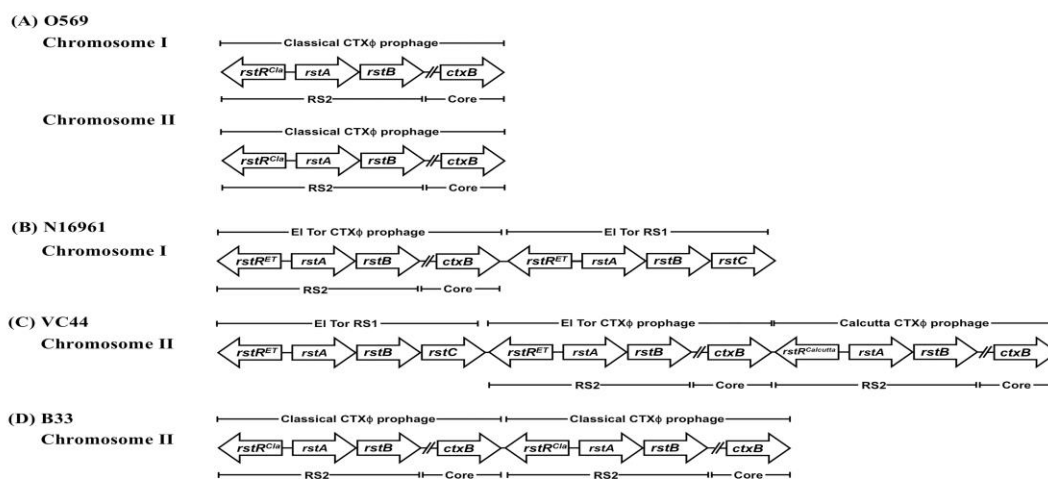 (A) O569
Chromosome I
Classical CTXϕ prophage
rstR^Cla rstA rstB ctxB
RS2 Core
Chromosome II
Classical CTXϕ prophage
rstR^Cla rstA rstB ctxB
RS2 Core
(B) N16961
Chromosome I
El Tor CTXϕ prophage El Tor RS1
rstR^ET rstA rstB ctxB rstR^ET rstA rstB rstC
RS2 Core
(C) VC44
Chromosome II
El Tor RS1 El Tor CTXϕ prophage Calcutta CTXϕ prophage
rstR^ET rstA rstB rstC rstR^ET rstA rstB ctxB rstR^Calcutta rstA rstB ctxB
RS2 Core RS2 Core
(D) B33
Chromosome II
Classical CTXϕ prophage Classical CTXϕ prophage
rstR^Cla rstA rstB ctxB rstR^Cla rstA rstB ctxB
RS2 Core RS2 Core